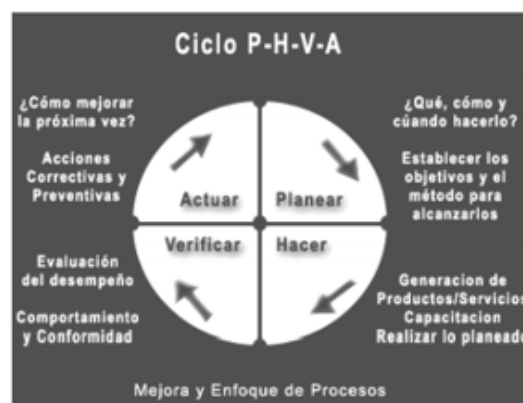 Ciclo P-H-V-A
¿Cómo mejorar
la próxima vez?
Acciones
Correctivas y
Preventivas
¿Qué, cómo y
cúando hacerlo?
Establecer los
objetivos y el
método para
alcanzarlos
Actuar
Planear
Verificar
Hacer
Evaluación
del desempeño
Comportamiento
y Conformidad
Generacion de
Productos/Servicios
Capacitacion
Realizar lo planeado
Mejora y Enfoque de Procesos